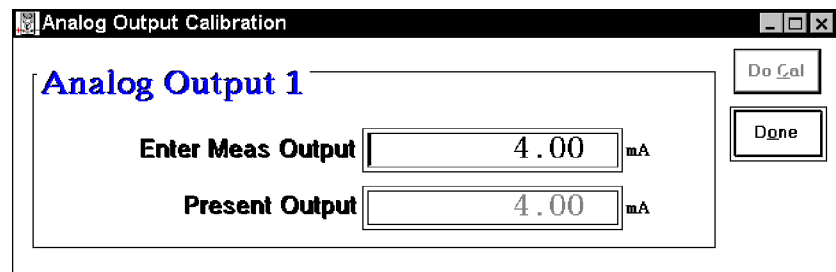 Analog Output Calibration
Analog Output 1
Do Cal
Enter Meas Output 4.00 mA
Done
Present Output 4.00 mA